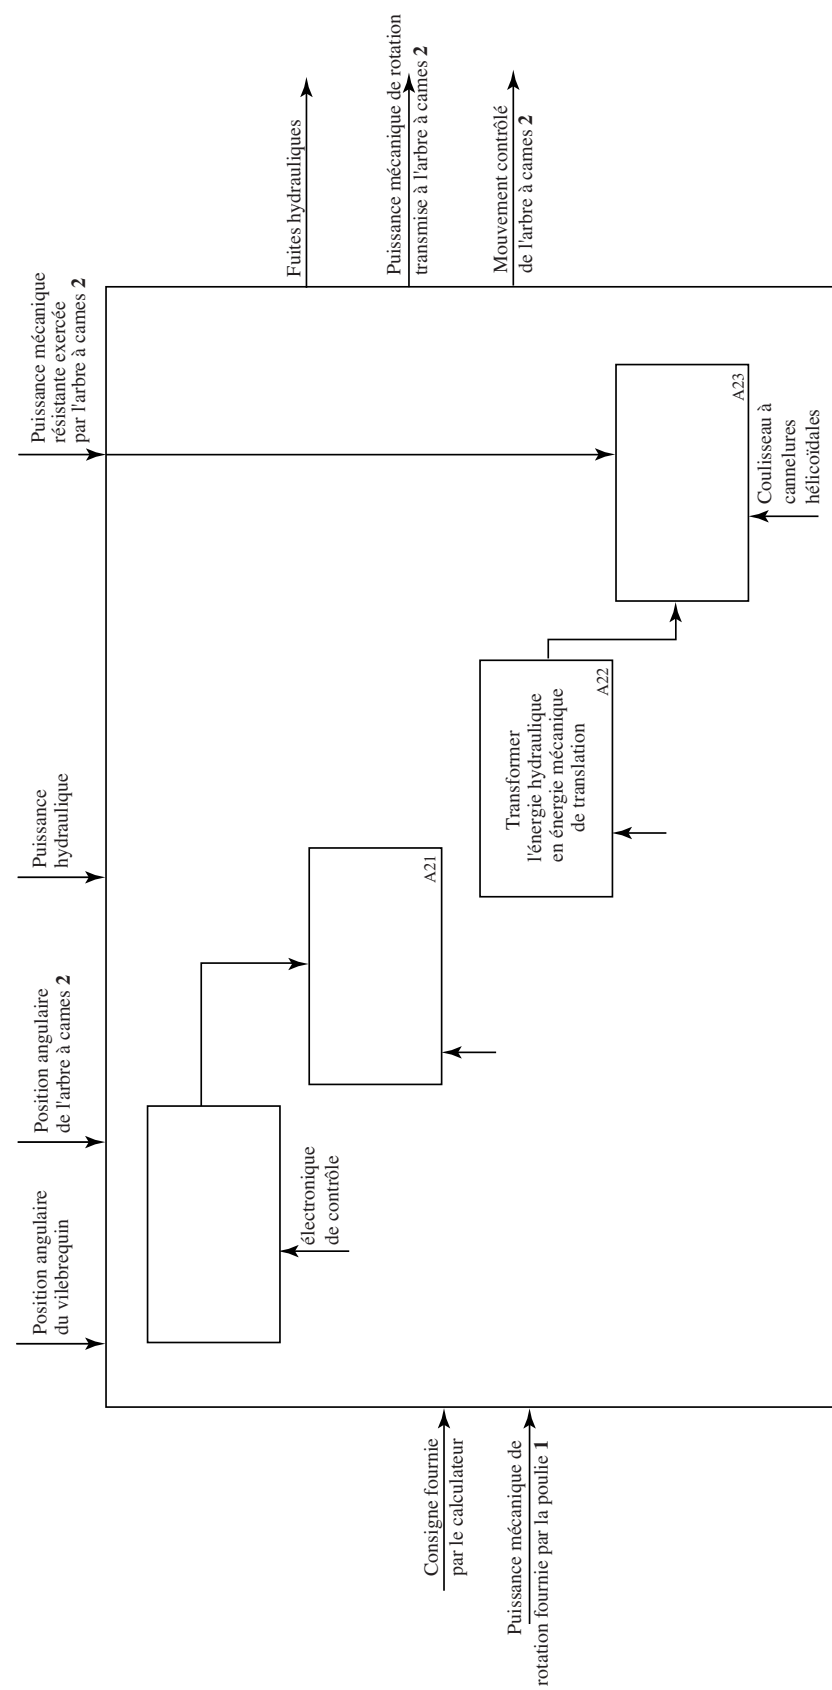 Position angulaire
du vilebrequin
Position angulaire
de l'arbre à cames 2
Puissance
hydraulique
Puissance mécanique
résistante exercée
par l'arbre à cames 2
Consigne fournie
par le calculateur
Puissance mécanique de
rotation fournie par la poulie 1
électronique
de contrôle
A21
Transformer
l'énergie hydraulique
en énergie mécanique
de translation
A22
A23
Coulisseau à
cannelures
hélicoïdales
Fuites hydrauliques
Puissance mécanique de rotation
transmise à l'arbre à cames 2
Mouvement contrôlé
de l'arbre à cames 2